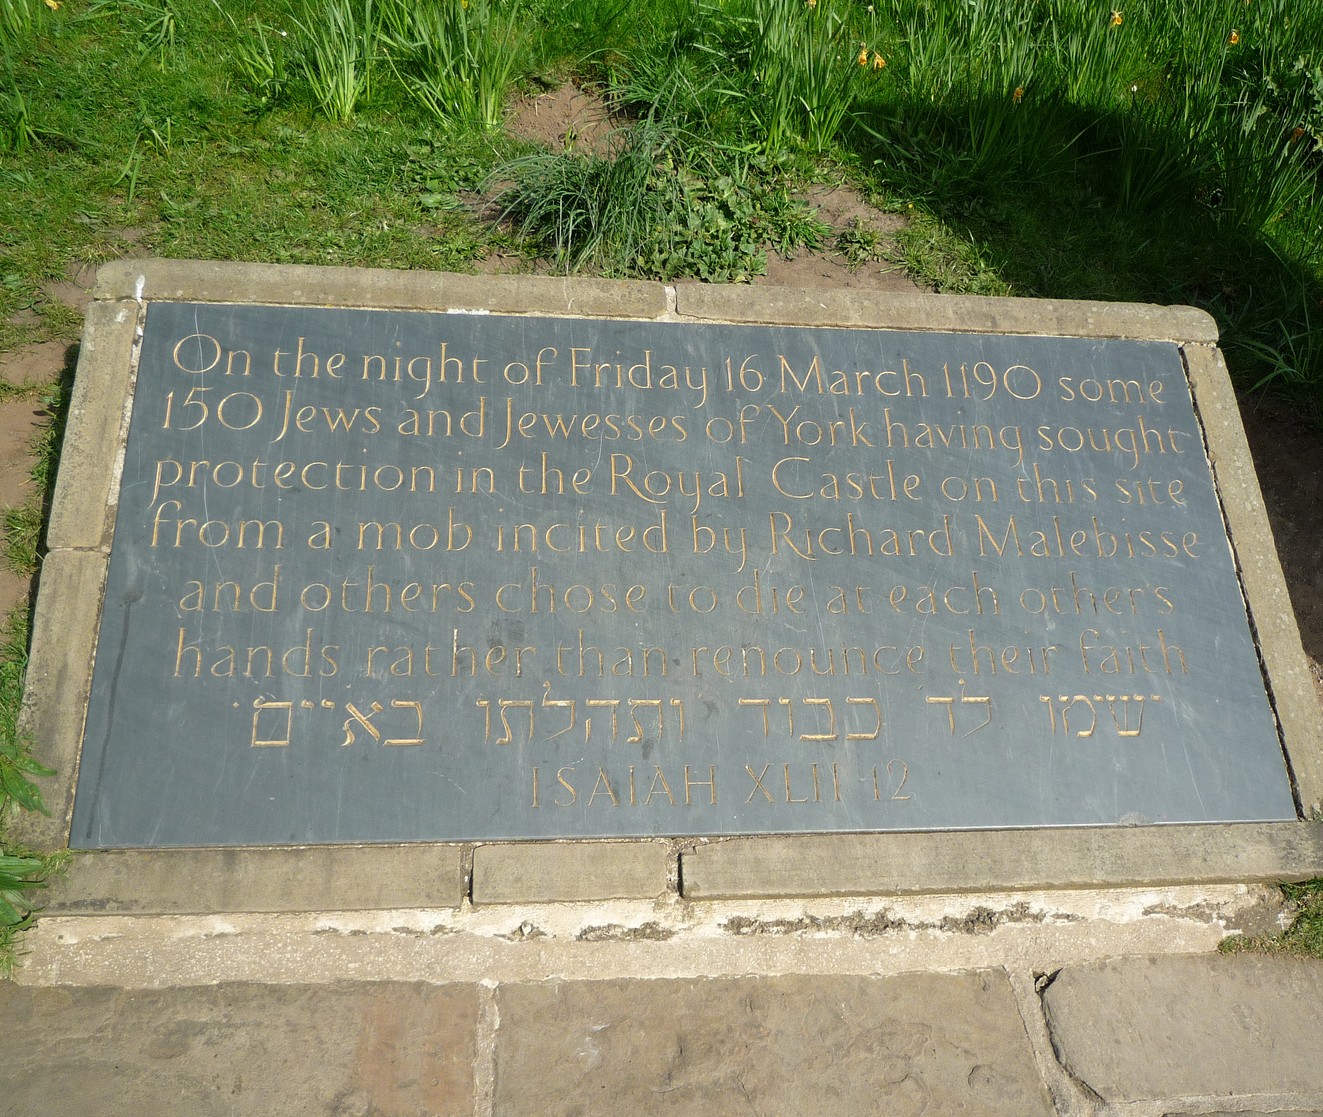 On the night of Friday 16 March 1190 some
150 Jews and Jewesses of York having sought
protection in the Royal Castle on this site
from a mob incited by Richard Malebisse
and others chose to die at each other's
hands rather than renounce their faith
ישימו לד׳ כבוד ותהלתו באיים
ISAIAH XLII 12